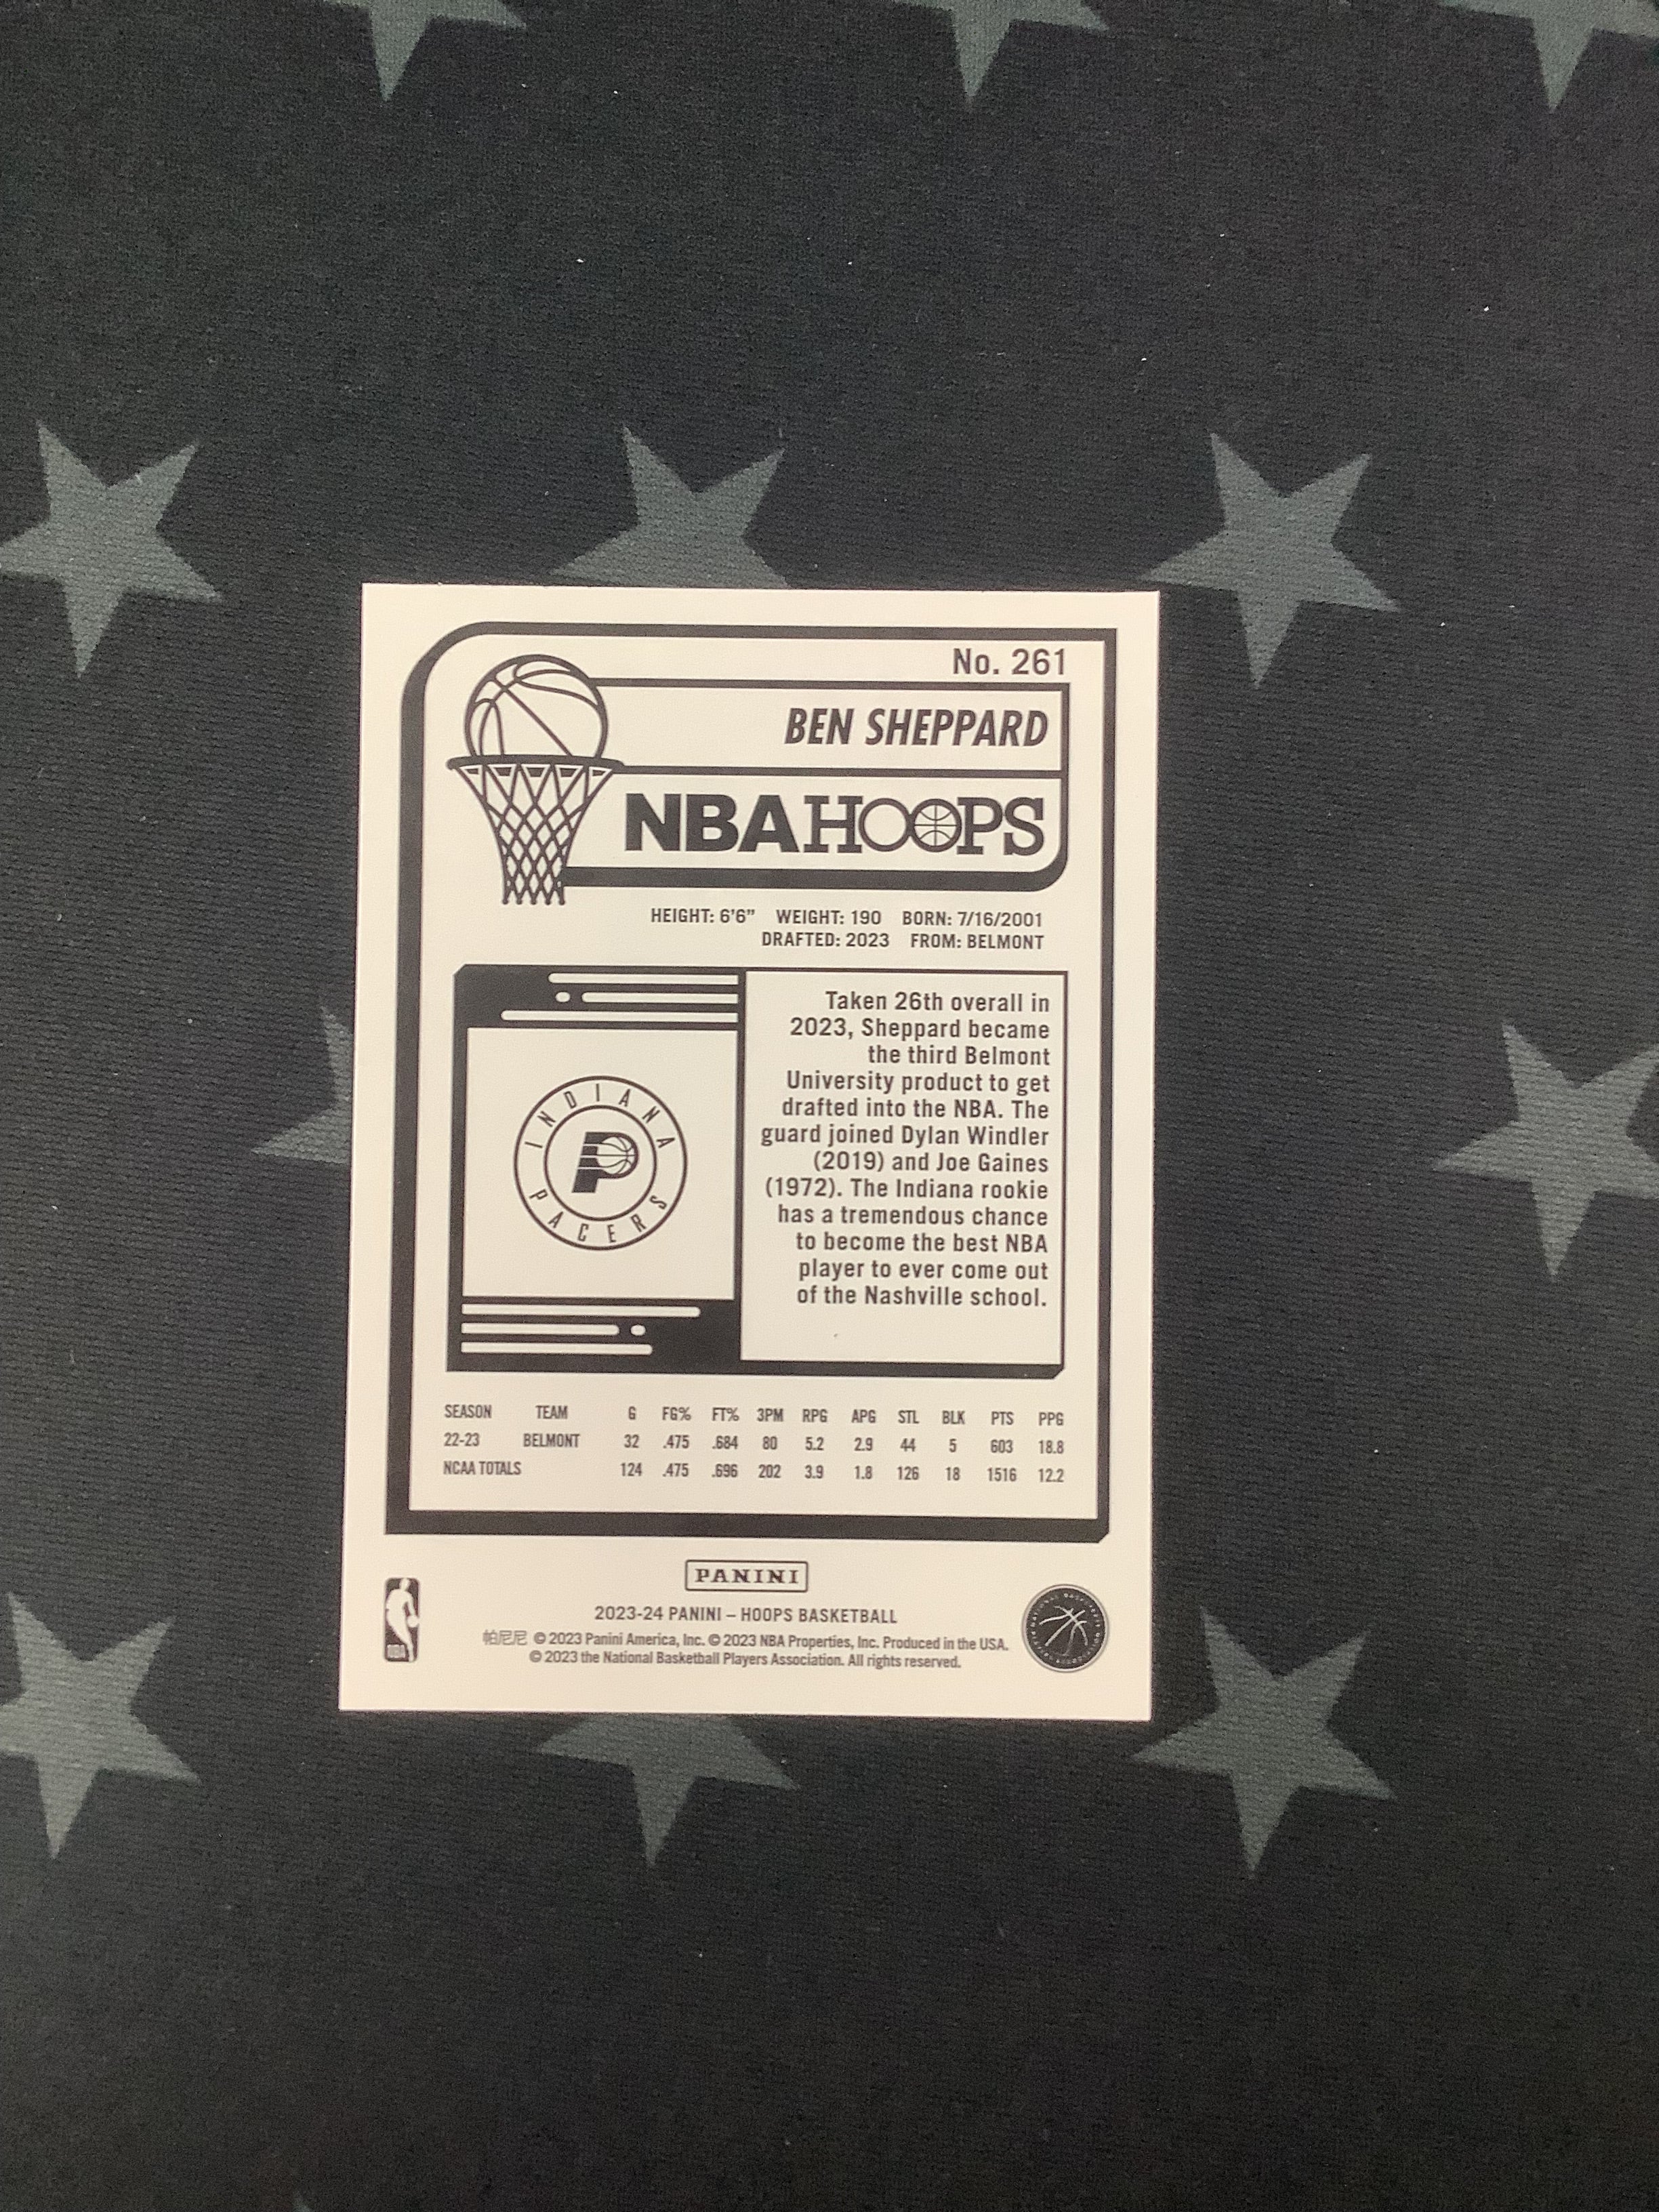 No. 261
BEN SHEPPARD
NBA HOOPS
HEIGHT: 6'6” WEIGHT: 190 BORN: 7/16/2001
DRAFTED: 2023 FROM: BELMONT
INDIANA
PACERS
Taken 26th overall in
2023, Sheppard became
the third Belmont
University product to get
drafted into the NBA. The
guard joined Dylan Windler
(2019) and Joe Gaines
(1972). The Indiana rookie
has a tremendous chance
to become the best NBA
player to ever come out
of the Nashville school.
SEASON TEAM G FG% FT% 3PM RPG APG STL BLK PTS PPG
22-23 BELMONT 32 .475 .684 80 5.2 2.9 44 5 603 18.8
NCAA TOTALS 124 .475 .696 202 3.9 1.8 126 18 1516 12.2
PANINI
2023-24 PANINI – HOOPS BASKETBALL
帕尼尼 © 2023 Panini America, Inc. © 2023 NBA Properties, Inc. Produced in the USA.
© 2023 the National Basketball Players Association. All rights reserved.
NBA